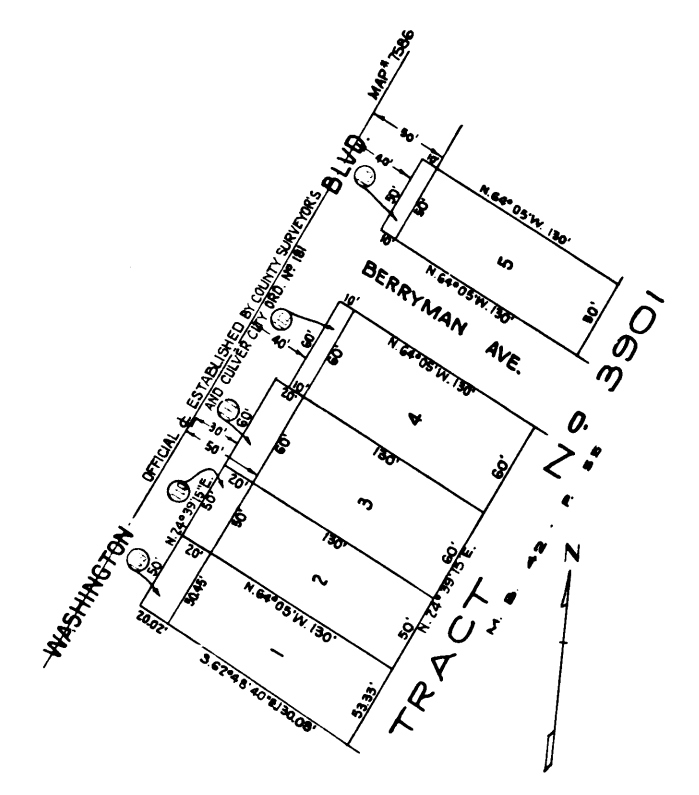 MAP # 7586
50'
BLVD.
40'
10'
50'
50'
N. 64° 05' W. 130'
5
10'
N. 64° 05' W. 130'
80'
OFFICIAL ℄ ESTABLISHED BY COUNTY SURVEYOR'S
AND CULVER CITY ORD. Nº 181
BERRYMAN AVE.
10'
40'
60'
60'
N. 64° 05' W. 130'
4
20'
10'
30'
60'
50'
60'
130'
60'
3
20'
N. 24° 39' 15" E.
50'
50'
130'
60'
2
20'
N. 24° 39' 15" E.
WASHINGTON
50'
50.45'
N. 64° 05' W. 130'
50'
20.02'
1
S. 62° 48' 40" E. 130.08'
53.33'
TRACT NO. 3901
M. B. 42 . P.
N